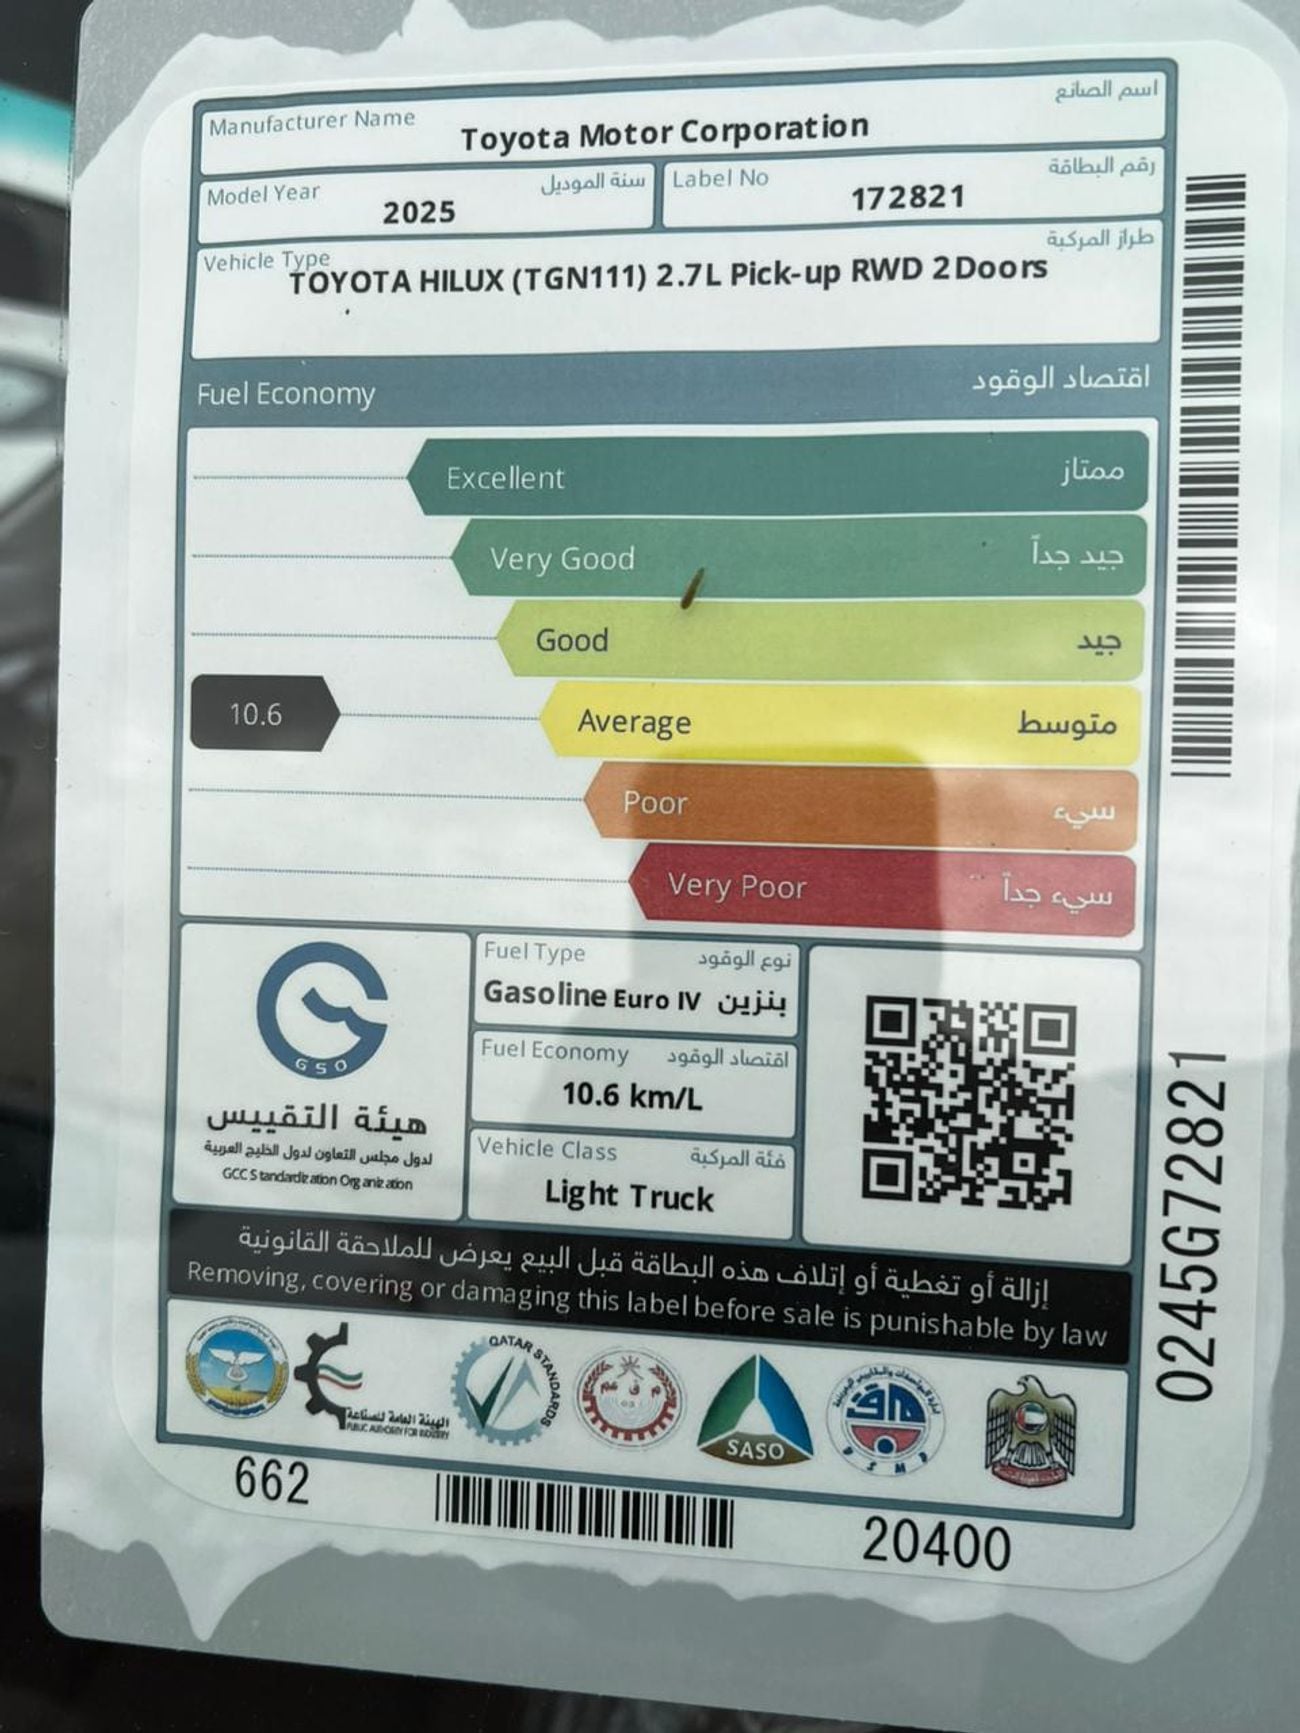 Manufacturer Name اسم الصانع
Toyota Motor Corporation
Model Year سنة الموديل
2025
Label No رقم البطاقة
172821
Vehicle Type طراز المركبة
TOYOTA HILUX (TGN111) 2.7L Pick-up RWD 2Doors
Fuel Economy اقتصاد الوقود
Excellent ممتاز
Very Good جيد جداً
Good جيد
10.6 Average متوسط
Poor سيء
Very Poor سيء جداً
GSO
هيئة التقييس
لدول مجلس التعاون لدول الخليج العربية
GCC Standardization Organization
Fuel Type نوع الوقود
Gasoline Euro IV بنزين
Fuel Economy اقتصاد الوقود
10.6 km/L
Vehicle Class فئة المركبة
Light Truck
إزالة أو تغطية أو إتلاف هذه البطاقة قبل البيع يعرض للملاحقة القانونية
Removing, covering or damaging this label before sale is punishable by law
الهيئة العامة للصناعة
PUBLIC AUTHORITY FOR INDUSTRY
QATAR STANDARDS
SASO
BSMD
662
20400
0245G72821